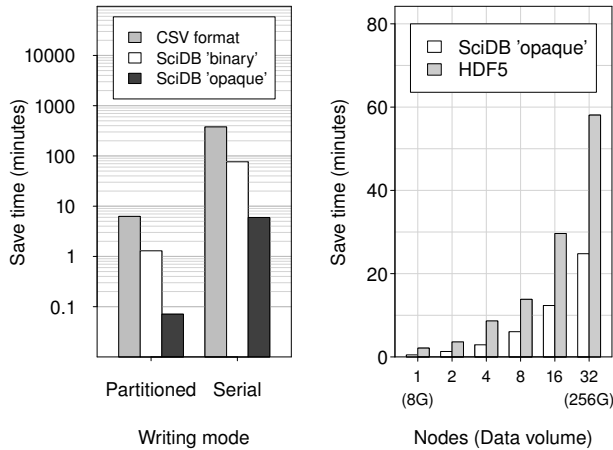 Save time (minutes)
10000
1000
100
10
1
0.1
CSV format
SciDB 'binary'
SciDB 'opaque'
Partitioned Serial
Writing mode
Save time (minutes)
80
60
40
20
0
SciDB 'opaque'
HDF5
1 2 4 8 16 32
(8G) (256G)
Nodes (Data volume)